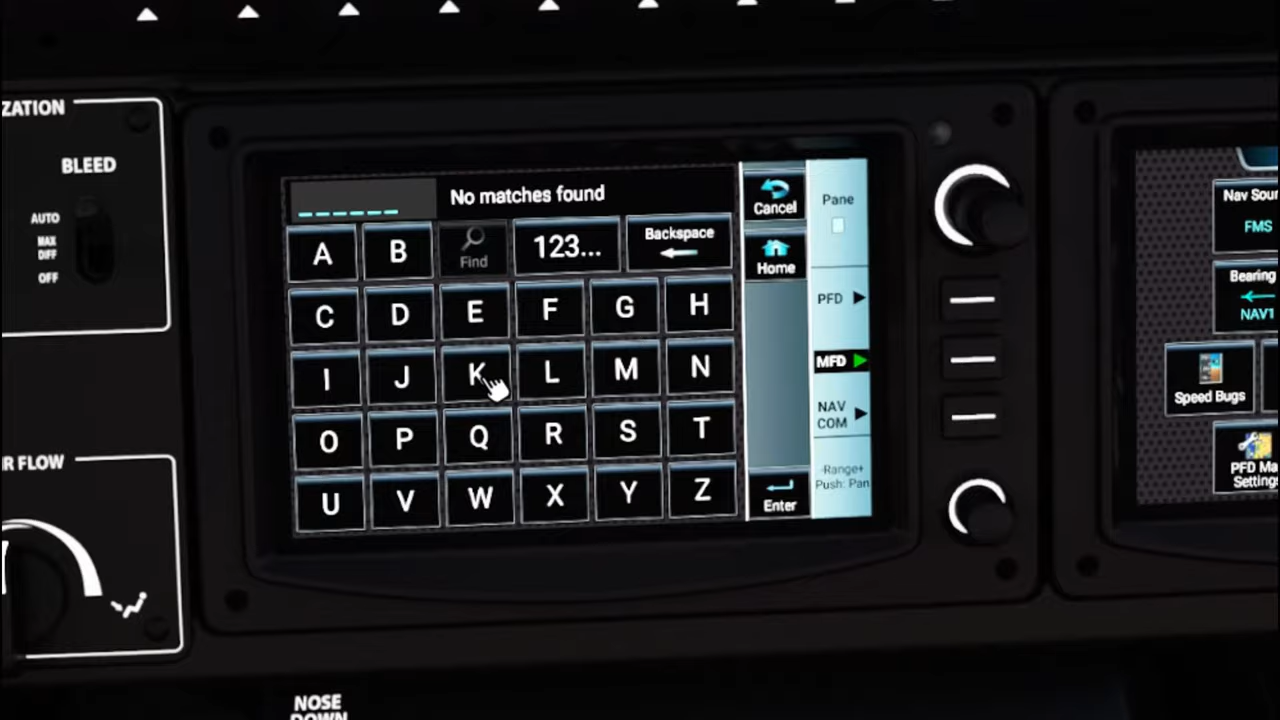 ZATION
BLEED
AUTO
MAX
DIFF
OFF
R FLOW
NOSE
DOWN
No matches found
A B Find 123... Backspace
C D E F G H
I J K L M N
O P Q R S T
U V W X Y Z
Cancel
Home
Enter
Pane
PFD
MFD
NAV
COM
-Range+
Push: Pan
Nav Sour
FMS
Bearing
NAV1
Speed Bugs
PFD Ma
Settings